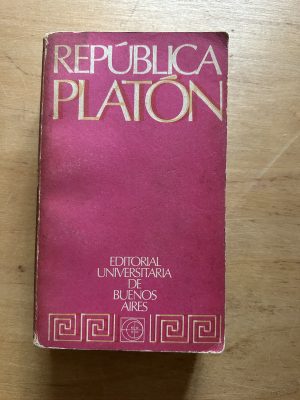 REPÚBLICA
PLATÓN
EDITORIAL
UNIVERSITARIA
DE
BUENOS
AIRES